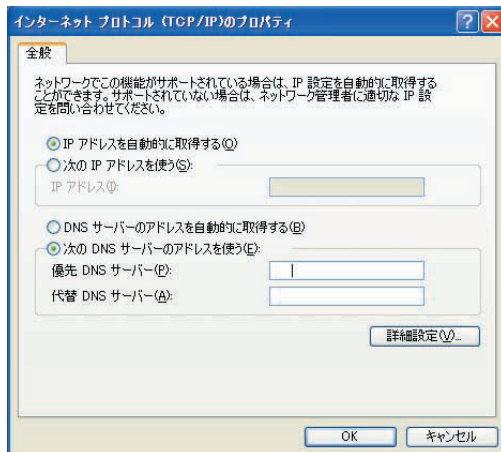 インターネット プロトコル (TCP/IP)のプロパティ
全般
ネットワークでこの機能がサポートされている場合は、IP 設定を自動的に取得する
ことができます。サポートされていない場合は、ネットワーク管理者に適切な IP 設
定を問い合わせてください。
IP アドレスを自動的に取得する(O)
次の IP アドレスを使う(S):
IP アドレス(I):
DNS サーバーのアドレスを自動的に取得する(B)
次の DNS サーバーのアドレスを使う(E):
優先 DNS サーバー(P):
代替 DNS サーバー(A):
詳細設定(V)...
OK
キャンセル